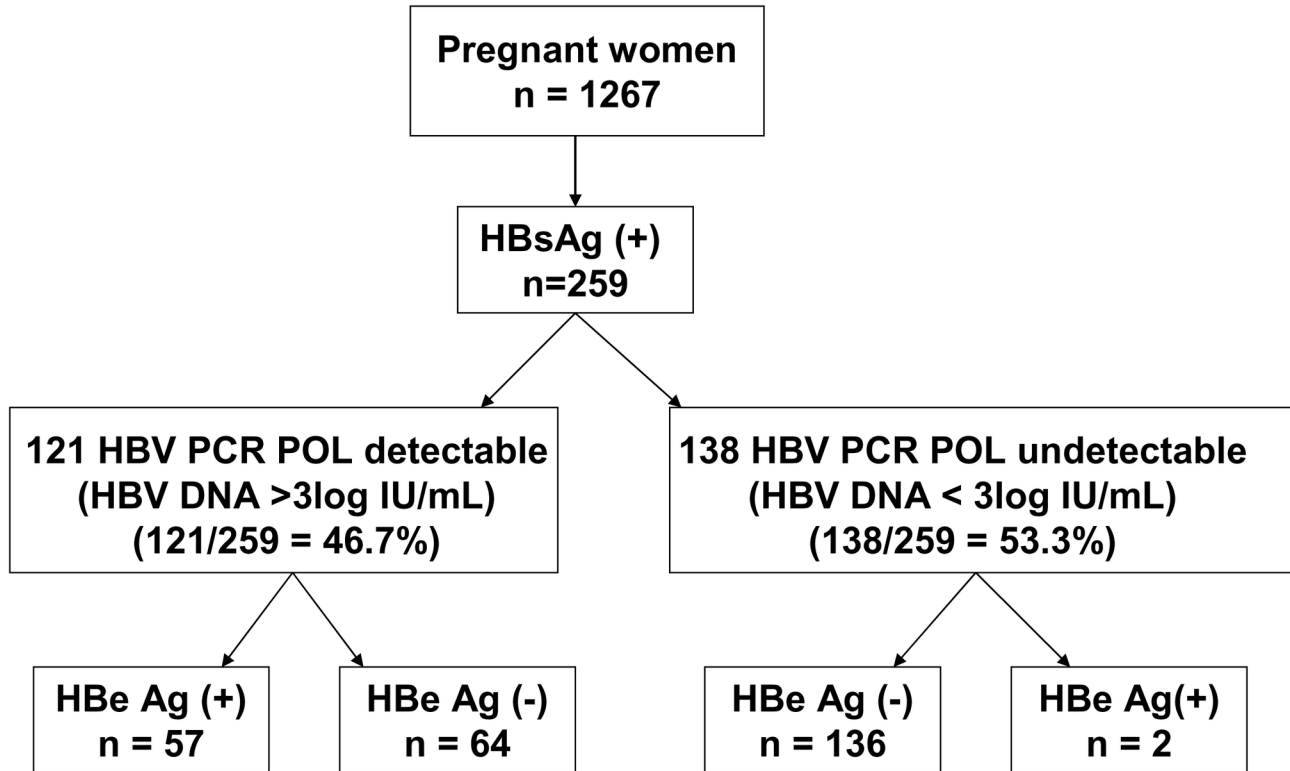 Pregnant women
n = 1267
HBsAg (+)
n=259
121 HBV PCR POL detectable
(HBV DNA >3log IU/mL)
(121/259 = 46.7%)
138 HBV PCR POL undetectable
(HBV DNA < 3log IU/mL)
(138/259 = 53.3%)
HBe Ag (+)
n = 57
HBe Ag (-)
n = 64
HBe Ag (-)
n = 136
HBe Ag(+)
n = 2